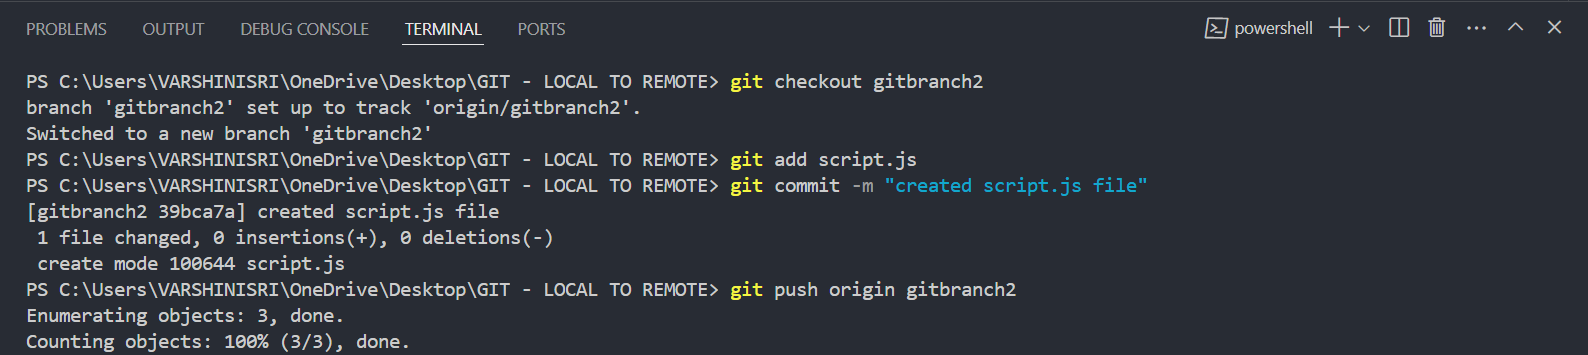 PROBLEMS OUTPUT DEBUG CONSOLE TERMINAL PORTS powershell
PS C:\Users\VARSHINISRI\OneDrive\Desktop\GIT - LOCAL TO REMOTE> git checkout gitbranch2
branch 'gitbranch2' set up to track 'origin/gitbranch2'.
Switched to a new branch 'gitbranch2'
PS C:\Users\VARSHINISRI\OneDrive\Desktop\GIT - LOCAL TO REMOTE> git add script.js
PS C:\Users\VARSHINISRI\OneDrive\Desktop\GIT - LOCAL TO REMOTE> git commit -m "created script.js file"
[gitbranch2 39bca7a] created script.js file
 1 file changed, 0 insertions(+), 0 deletions(-)
 create mode 100644 script.js
PS C:\Users\VARSHINISRI\OneDrive\Desktop\GIT - LOCAL TO REMOTE> git push origin gitbranch2
Enumerating objects: 3, done.
Counting objects: 100% (3/3), done.